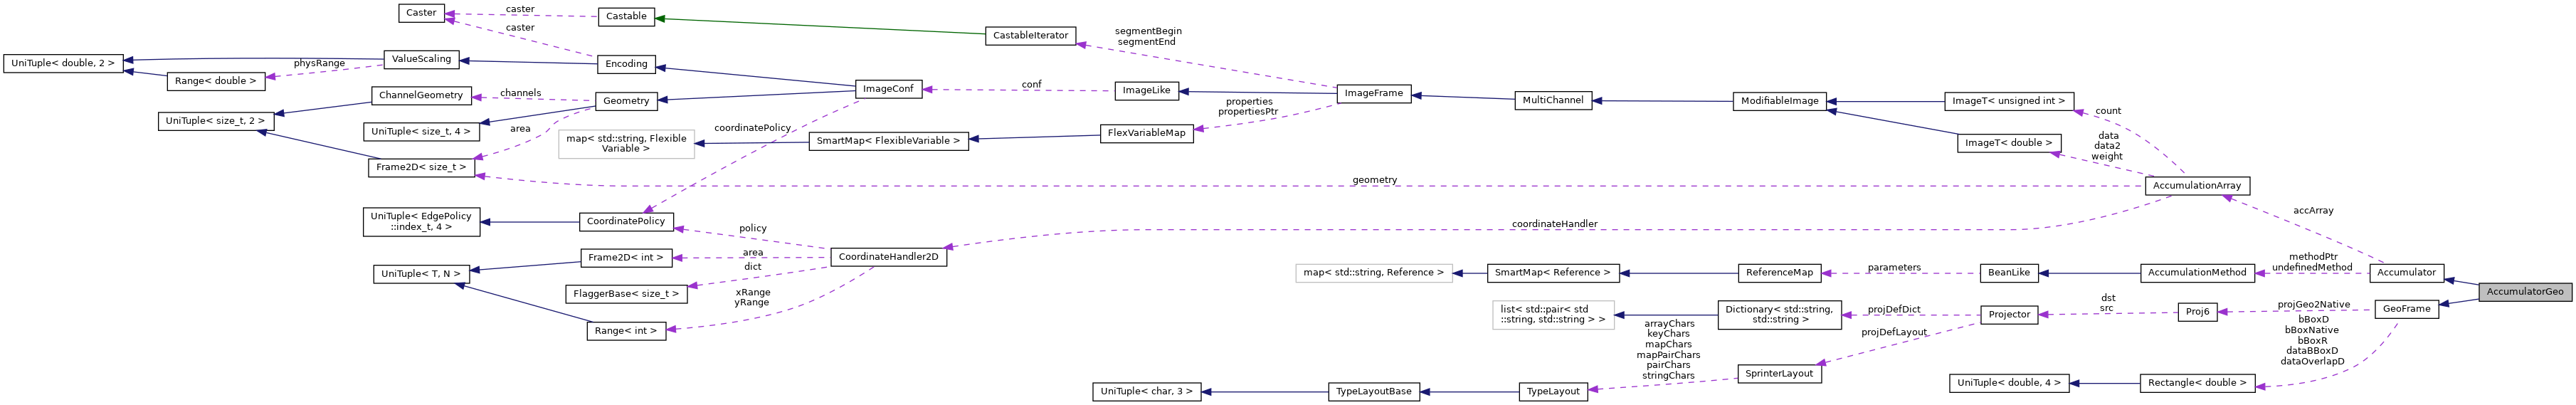 Caster
caster
Castable
caster
CastableIterator
segmentBegin
segmentEnd
UniTuple< double, 2 >
ValueScaling
physRange
Range< double >
Encoding
ImageConf
conf
ImageLike
ImageFrame
MultiChannel
ModifiableImage
ImageT< unsigned int >
count
ChannelGeometry
channels
Geometry
properties
propertiesPtr
UniTuple< size_t, 2 >
UniTuple< size_t, 4 >
area
map< std::string, Flexible
Variable >
coordinatePolicy
SmartMap< FlexibleVariable >
FlexVariableMap
ImageT< double >
data
data2
weight
Frame2D< size_t >
geometry
AccumulationArray
UniTuple< EdgePolicy
::index_t, 4 >
CoordinatePolicy
policy
coordinateHandler
accArray
Frame2D< int >
area
CoordinateHandler2D
UniTuple< T, N >
dict
FlaggerBase< size_t >
xRange
yRange
Range< int >
map< std::string, Reference >
SmartMap< Reference >
ReferenceMap
parameters
BeanLike
AccumulationMethod
methodPtr
undefinedMethod
Accumulator
AccumulatorGeo
list< std::pair< std
::string, std::string > >
Dictionary< std::string,
std::string >
projDefDict
Projector
dst
src
Proj6
projGeo2Native
GeoFrame
projDefLayout
arrayChars
keyChars
mapChars
mapPairChars
pairChars
stringChars
SprinterLayout
bBoxD
bBoxNative
bBoxR
dataBBoxD
dataOverlapD
UniTuple< char, 3 >
TypeLayoutBase
TypeLayout
UniTuple< double, 4 >
Rectangle< double >